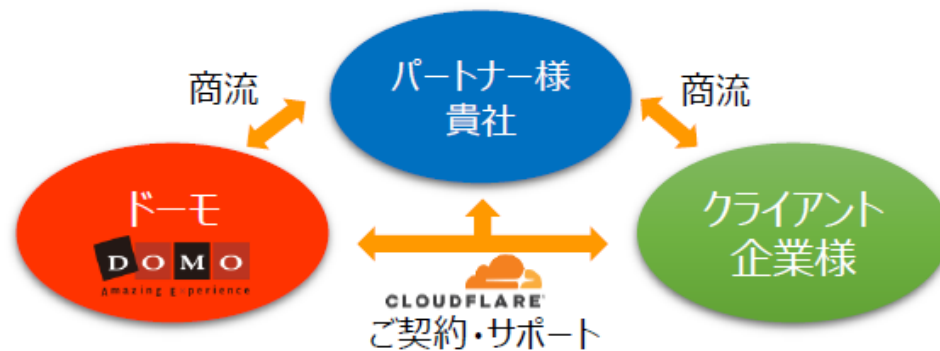 パートナー様
貴社
商流
商流
ドーモ
DOMO
Amazing Experience
クライアント
企業様
CLOUDFLARE
ご契約・サポート